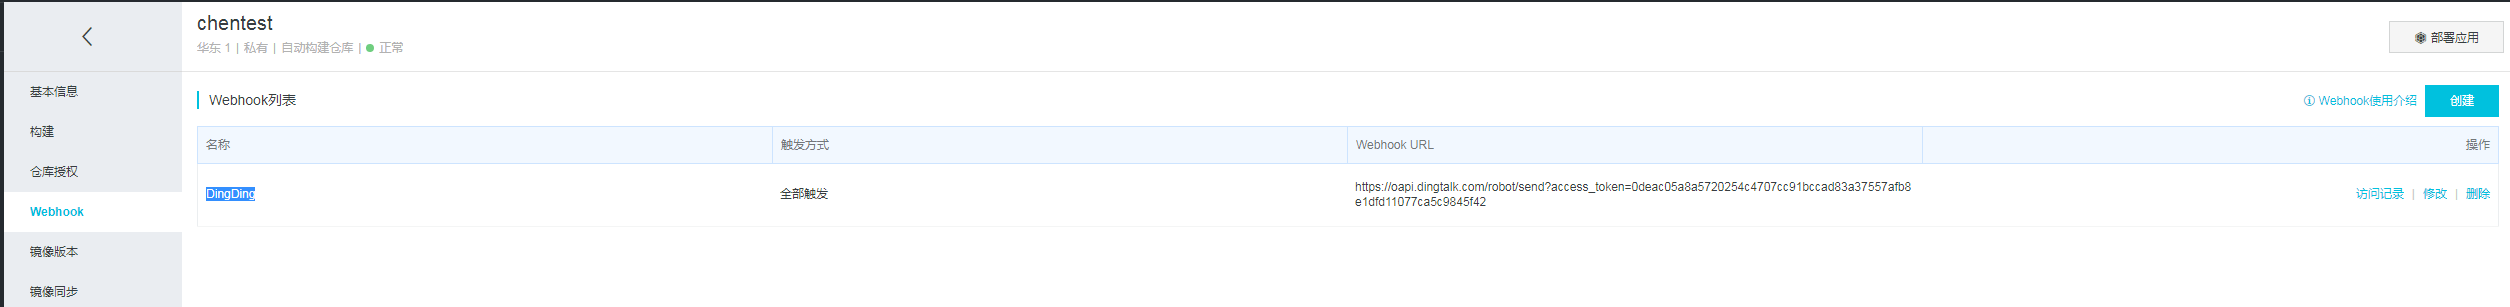 chentest
华东 1 | 私有 | 自动构建仓库 | 正常
部署应用
基本信息
构建
仓库授权
Webhook
镜像版本
镜像同步
Webhook列表
Webhook使用介绍
创建
名称
触发方式
Webhook URL
操作
DingDing
全部触发
https://oapi.dingtalk.com/robot/send?access_token=0deac05a8a5720254c4707cc91bccad83a37557afb8
e1dfd11077ca5c9845f42
访问记录 | 修改 | 删除